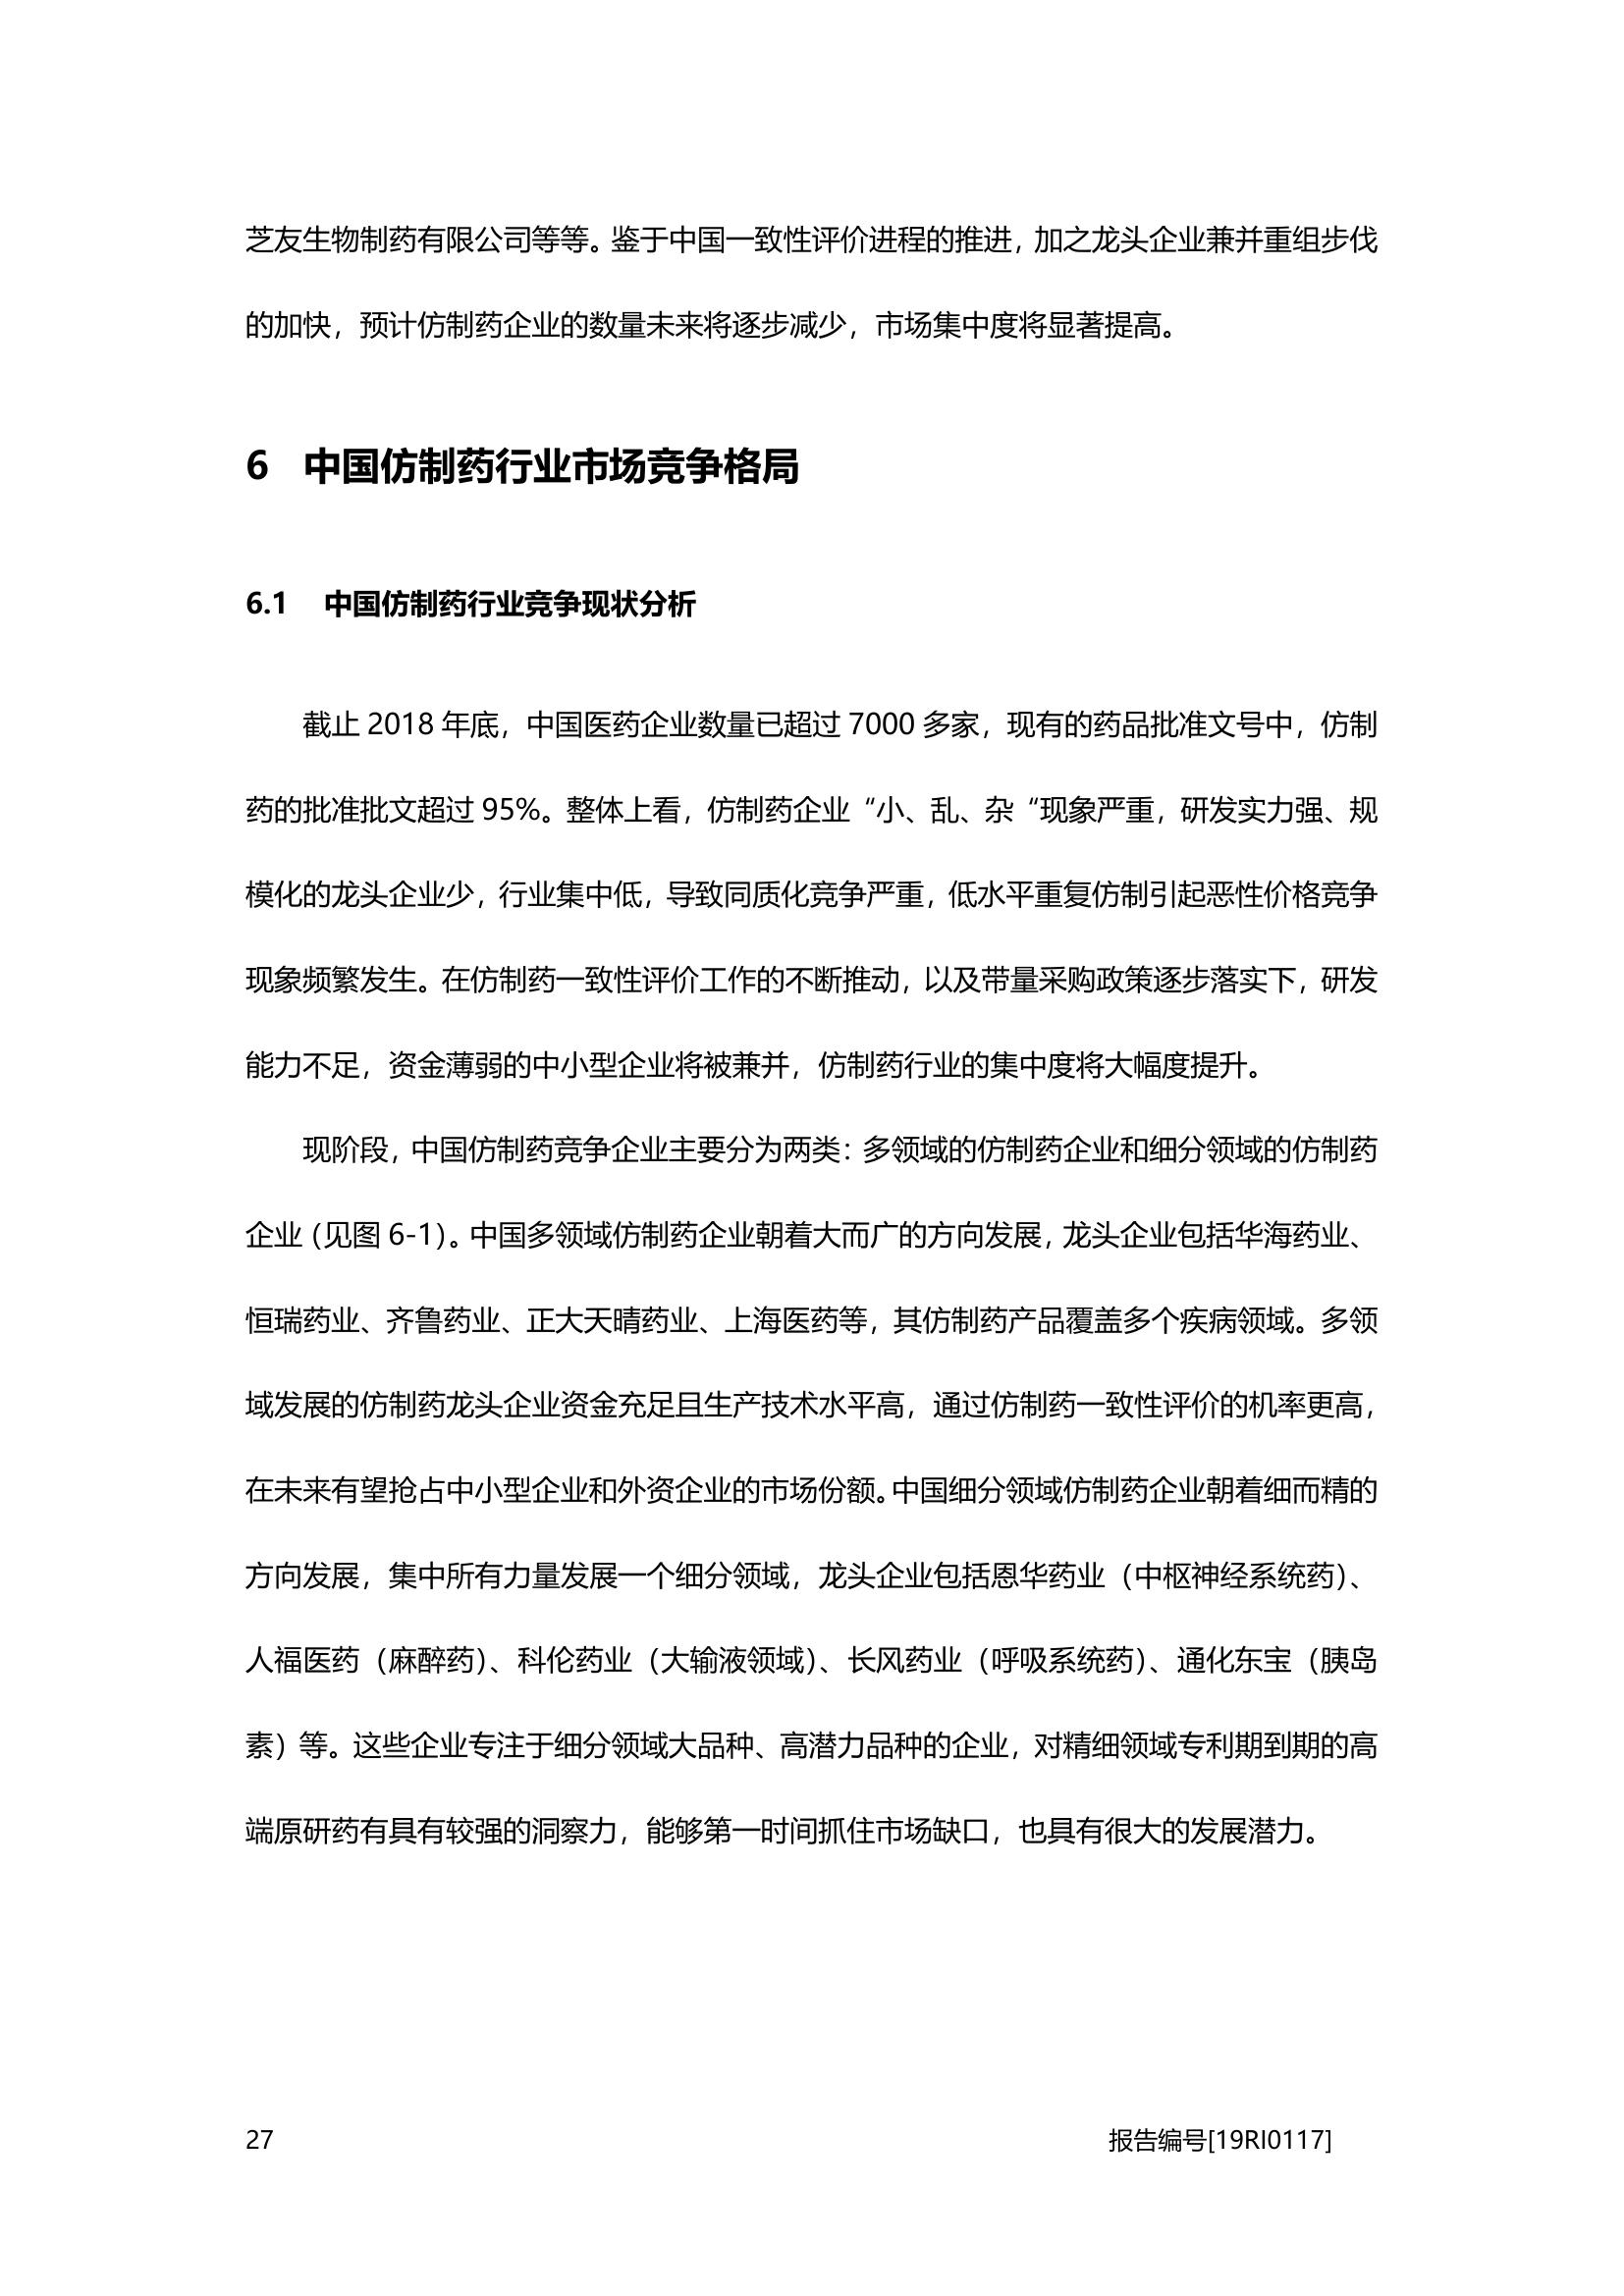 芝友生物制药有限公司等等。鉴于中国一致性评价进程的推进，加之龙头企业兼并重组步伐
的加快，预计仿制药企业的数量未来将逐步减少，市场集中度将显著提高。
6 中国仿制药行业市场竞争格局
6.1 中国仿制药行业竞争现状分析
截止 2018 年底，中国医药企业数量已超过 7000 多家，现有的药品批准文号中，仿制
药的批准批文超过 95%。整体上看，仿制药企业“小、乱、杂“现象严重，研发实力强、规
模化的龙头企业少，行业集中低，导致同质化竞争严重，低水平重复仿制引起恶性价格竞争
现象频繁发生。在仿制药一致性评价工作的不断推动，以及带量采购政策逐步落实下，研发
能力不足，资金薄弱的中小型企业将被兼并，仿制药行业的集中度将大幅度提升。
现阶段，中国仿制药竞争企业主要分为两类：多领域的仿制药企业和细分领域的仿制药
企业（见图 6-1）。中国多领域仿制药企业朝着大而广的方向发展，龙头企业包括华海药业、
恒瑞药业、齐鲁药业、正大天晴药业、上海医药等，其仿制药产品覆盖多个疾病领域。多领
域发展的仿制药龙头企业资金充足且生产技术水平高，通过仿制药一致性评价的机率更高，
在未来有望抢占中小型企业和外资企业的市场份额。中国细分领域仿制药企业朝着细而精的
方向发展，集中所有力量发展一个细分领域，龙头企业包括恩华药业（中枢神经系统药）、
人福医药（麻醉药）、科伦药业（大输液领域）、长风药业（呼吸系统药）、通化东宝（胰岛
素）等。这些企业专注于细分领域大品种、高潜力品种的企业，对精细领域专利期到期的高
端原研药有具有较强的洞察力，能够第一时间抓住市场缺口，也具有很大的发展潜力。
27 报告编号[19RI0117]